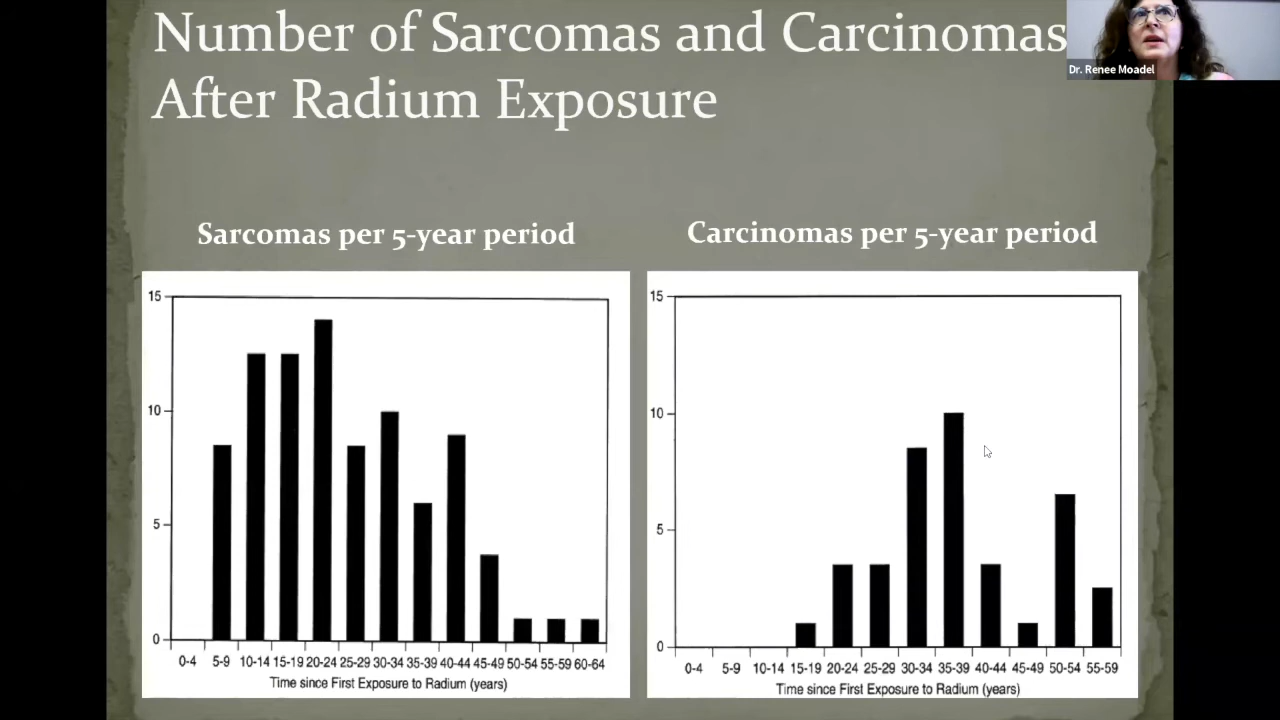 Number of Sarcomas and Carcinomas
After Radium Exposure
Dr. Renee Moadel
Sarcomas per 5-year period
Carcinomas per 5-year period
15
10
5
0
0-4 5-9 10-14 15-19 20-24 25-29 30-34 35-39 40-44 45-49 50-54 55-59 60-64
Time since First Exposure to Radium (years)
15
10
5
0
0-4 5-9 10-14 15-19 20-24 25-29 30-34 35-39 40-44 45-49 50-54 55-59
Time since First Exposure to Radium (years)